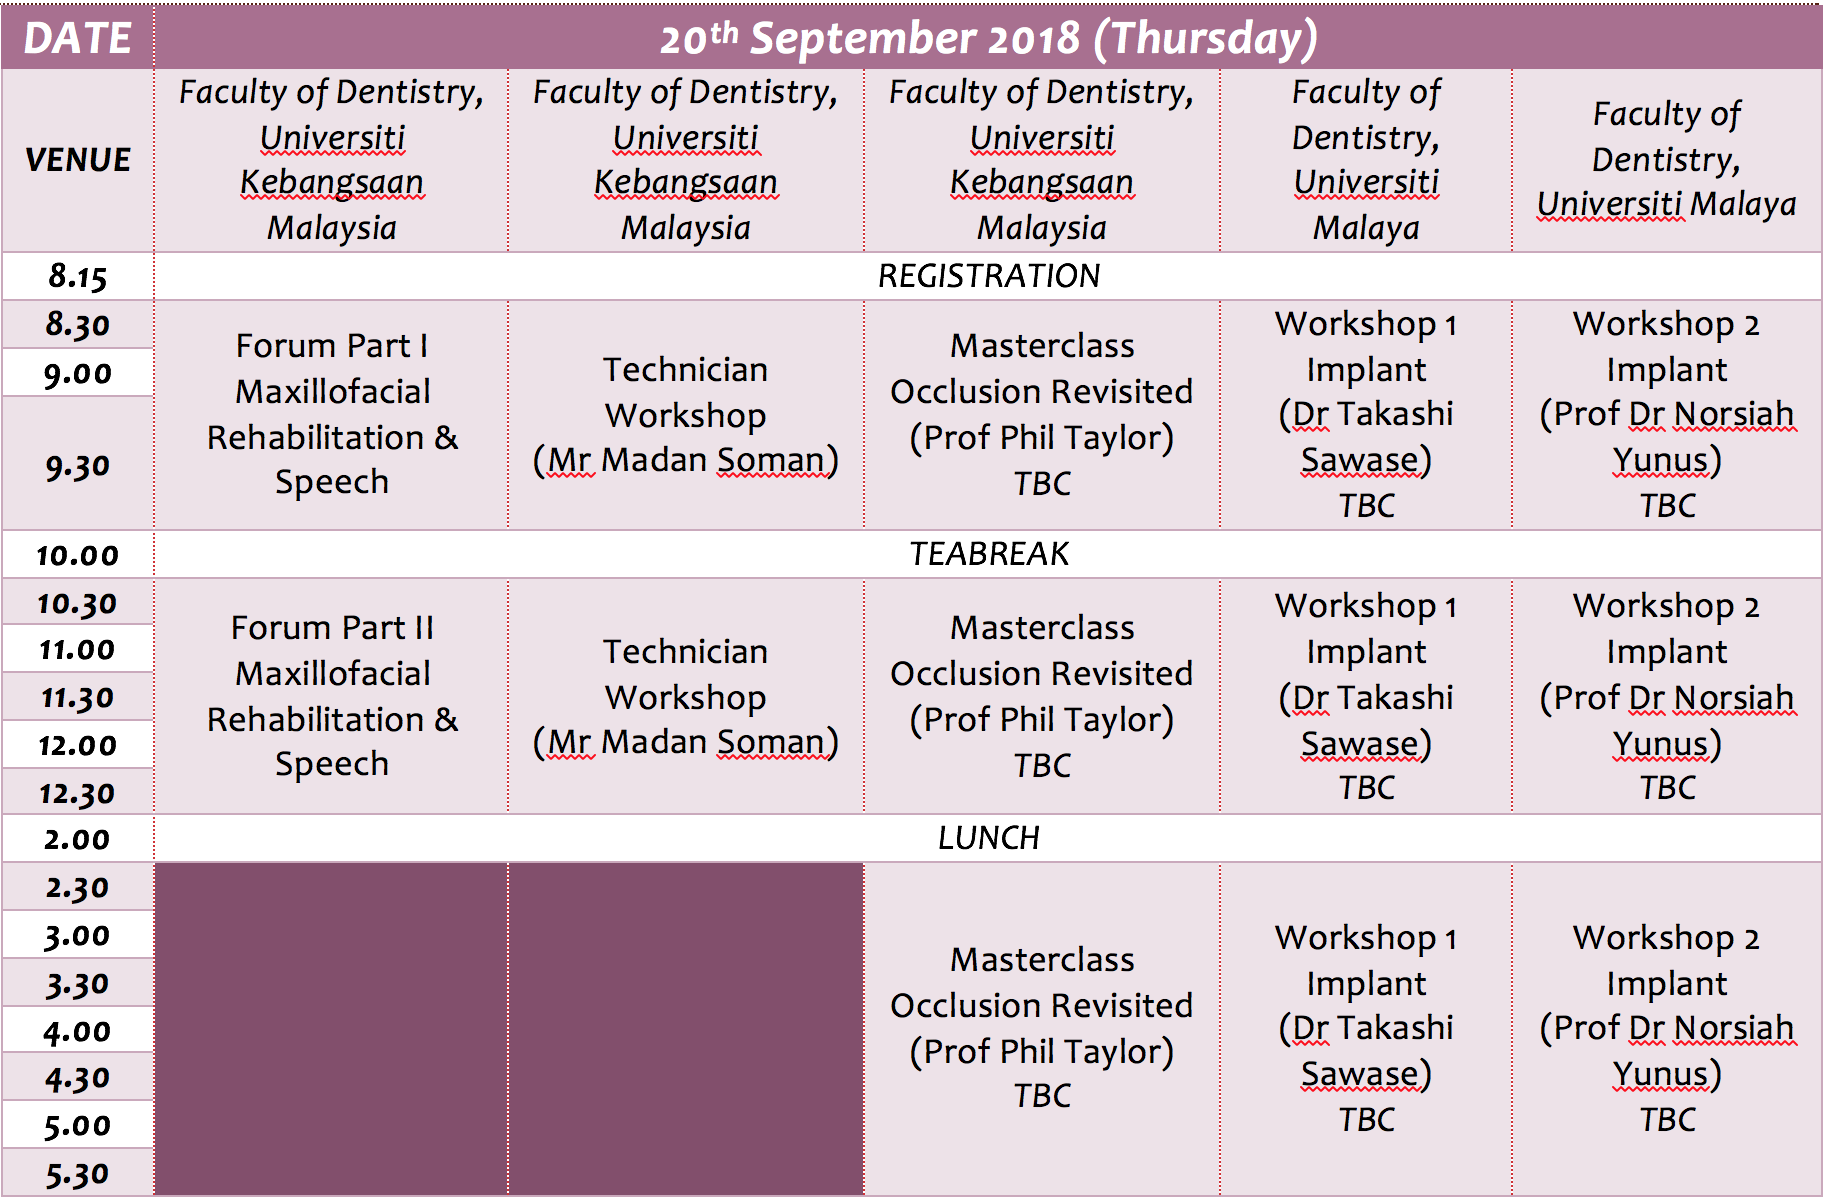 DATE
20th September 2018 (Thursday)
VENUE
Faculty of Dentistry,
Universiti
Kebangsaan
Malaysia
Faculty of Dentistry,
Universiti
Kebangsaan
Malaysia
Faculty of Dentistry,
Universiti
Kebangsaan
Malaysia
Faculty of
Dentistry,
Universiti
Malaya
Faculty of
Dentistry,
Universiti Malaya
8.15
REGISTRATION
8.30
9.00
9.30
Forum Part I
Maxillofacial
Rehabilitation &
Speech
Technician
Workshop
(Mr Madan Soman)
Masterclass
Occlusion Revisited
(Prof Phil Taylor)
TBC
Workshop 1
Implant
(Dr Takashi
Sawase)
TBC
Workshop 2
Implant
(Prof Dr Norsiah
Yunus)
TBC
10.00
TEABREAK
10.30
11.00
11.30
12.00
12.30
Forum Part II
Maxillofacial
Rehabilitation &
Speech
Technician
Workshop
(Mr Madan Soman)
Masterclass
Occlusion Revisited
(Prof Phil Taylor)
TBC
Workshop 1
Implant
(Dr Takashi
Sawase)
TBC
Workshop 2
Implant
(Prof Dr Norsiah
Yunus)
TBC
2.00
LUNCH
2.30
3.00
3.30
4.00
4.30
5.00
5.30
Masterclass
Occlusion Revisited
(Prof Phil Taylor)
TBC
Workshop 1
Implant
(Dr Takashi
Sawase)
TBC
Workshop 2
Implant
(Prof Dr Norsiah
Yunus)
TBC